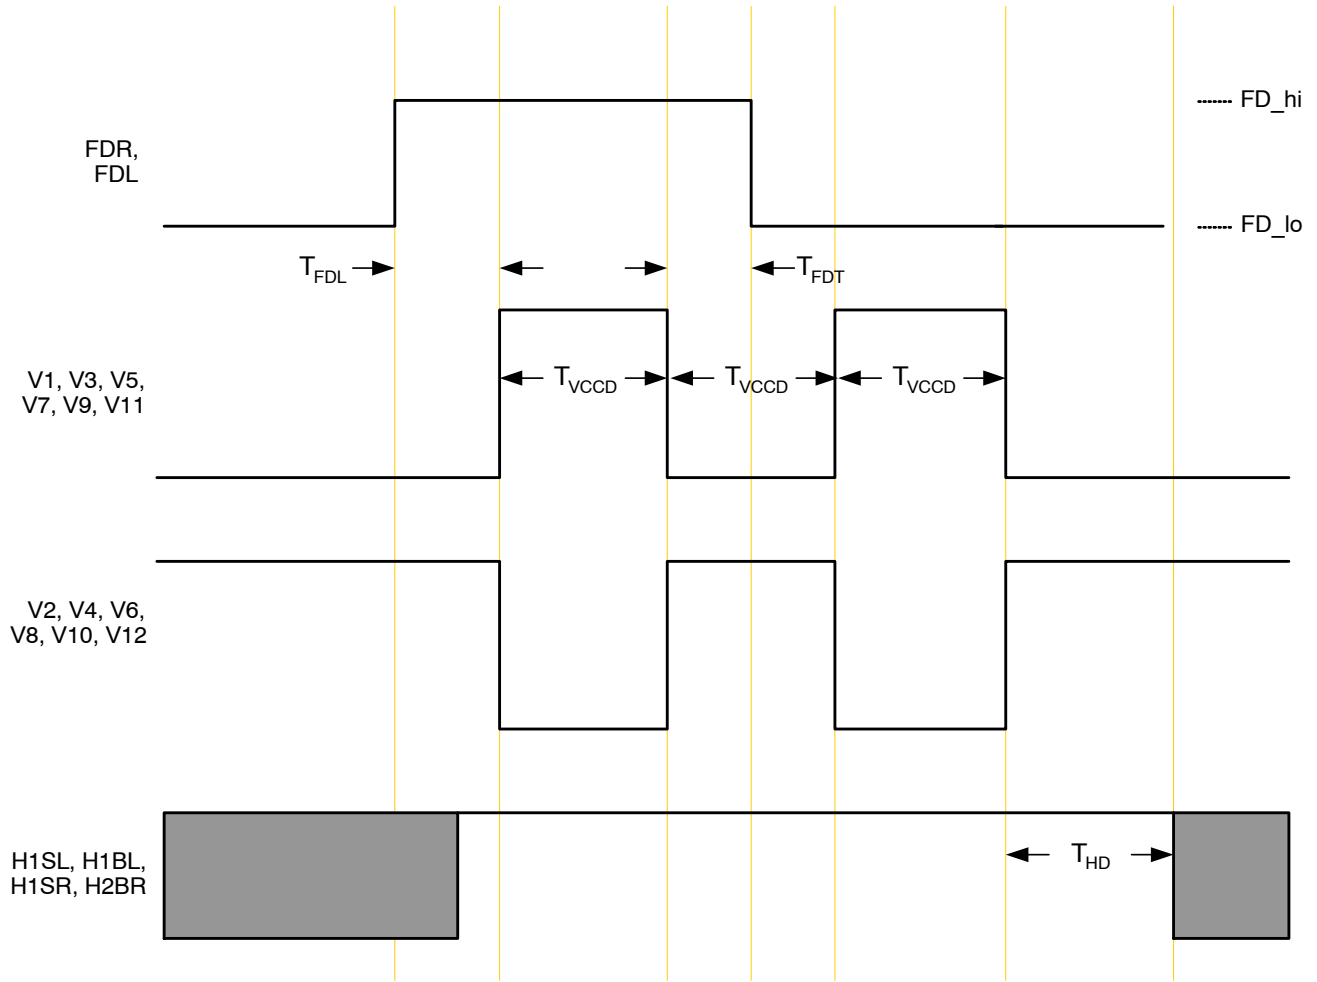 FD_hi
FDR,
FDL
FD_lo
TFDL
TFDT
V1, V3, V5,
V7, V9, V11
TVCCD
TVCCD
TVCCD
V2, V4, V6,
V8, V10, V12
H1SL, H1BL,
H1SR, H2BR
THD